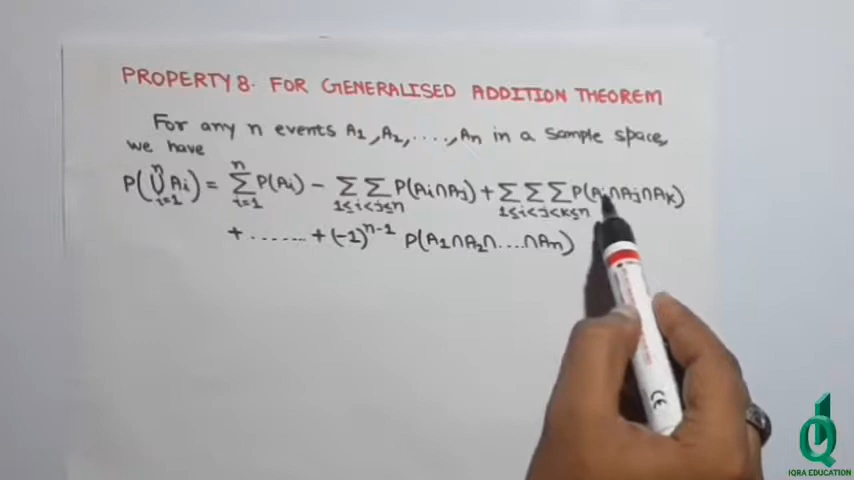 PROPERTY 8. FOR GENERALISED ADDITION THEOREM
For any n events A₁, A₂, ....., Aₙ in a sample space,
we have
P(⋃ᵢ₌₁ⁿ Aᵢ) = ∑ᵢ₌₁ⁿ P(Aᵢ) − ∑∑_{1≤i<j≤n} P(Aᵢ∩Aⱼ) + ∑∑∑_{1≤i<j<k≤n} P(Aᵢ∩Aⱼ∩Aₖ)
+ ........ + (−1)ⁿ⁻¹ P(A₁∩A₂∩....∩Aₙ)
CE
IQRA EDUCATION